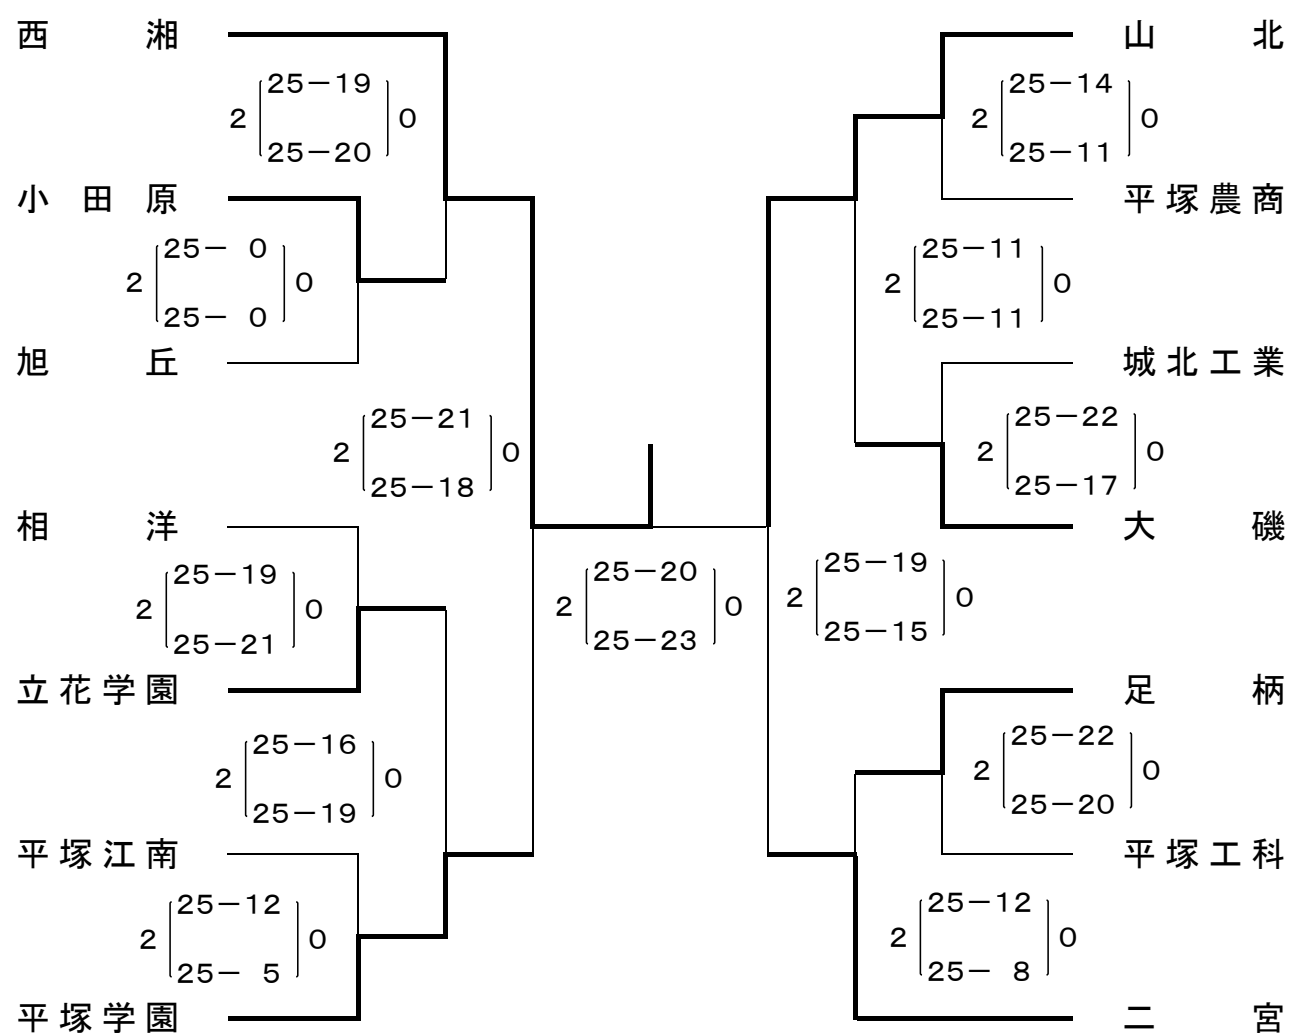 西湘
25－19
2 0
25－20
小田原
25－ 0
2 0
25－ 0
旭丘
25－21
2 0
25－18
相洋
25－19
2 0
25－21
立花学園
25－16
2 0
25－19
平塚江南
25－12
2 0
25－ 5
平塚学園
25－20
2 0
25－23
山北
25－14
2 0
25－11
平塚農商
25－11
2 0
25－11
城北工業
25－22
2 0
25－17
大磯
25－19
2 0
25－15
足柄
25－22
2 0
25－20
平塚工科
25－12
2 0
25－ 8
二宮